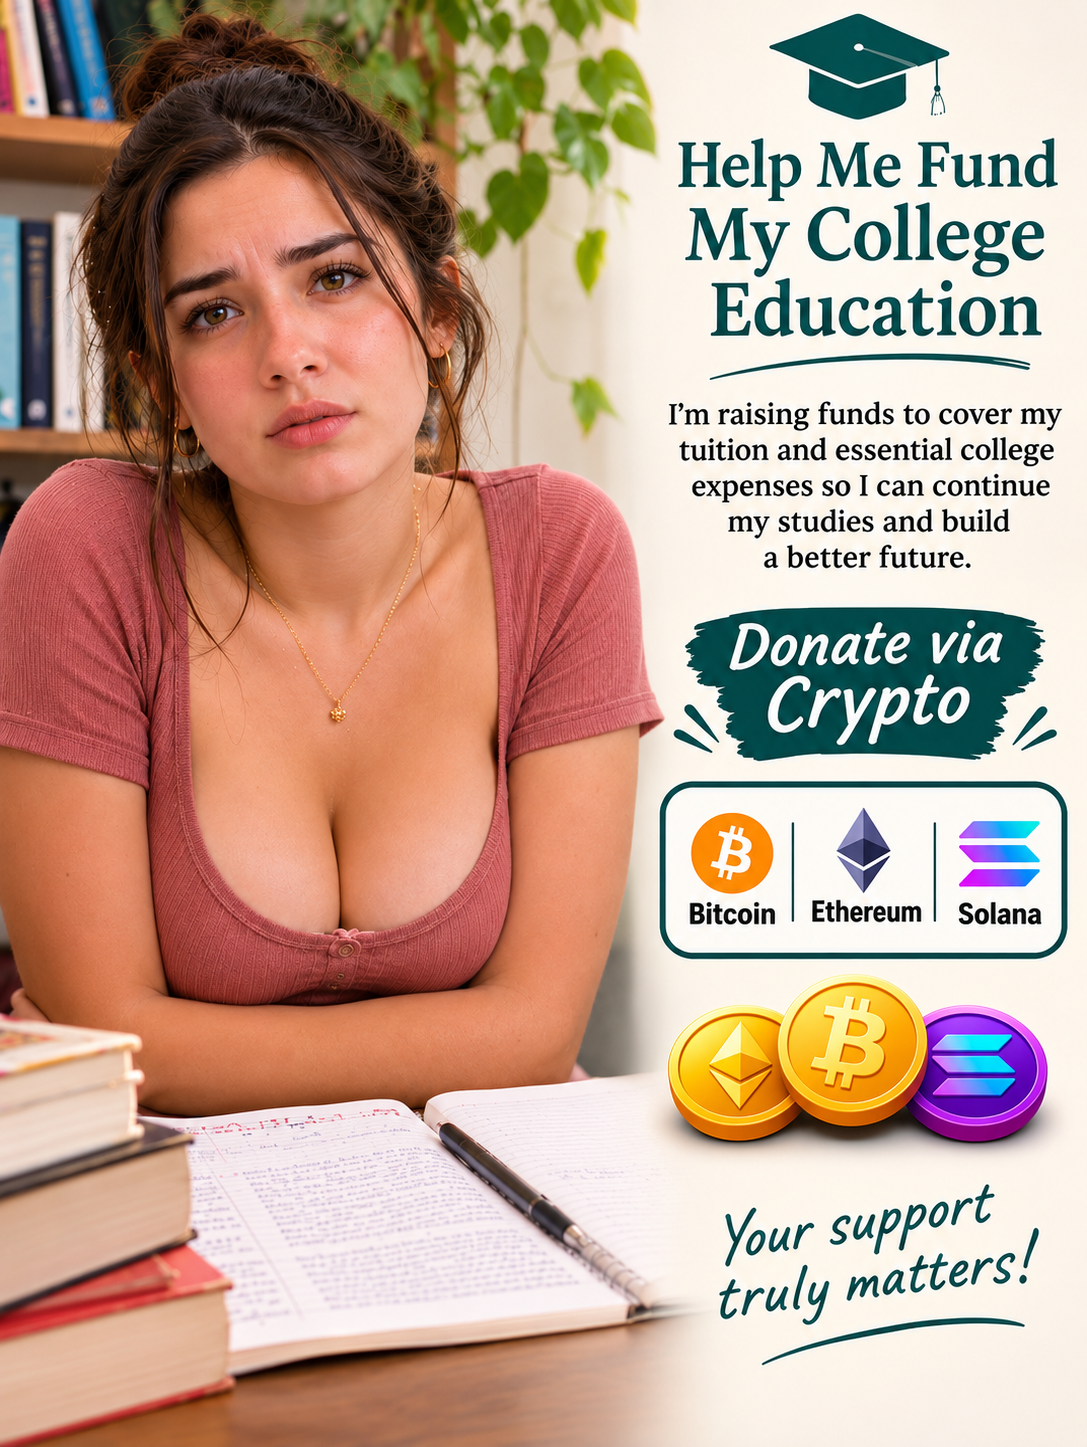 Help Me Fund
My College
Education
I'm raising funds to cover my
tuition and essential college
expenses so I can continue
my studies and build
a better future.
Donate via
Crypto
Bitcoin
Ethereum
Solana
Your support
truly matters!